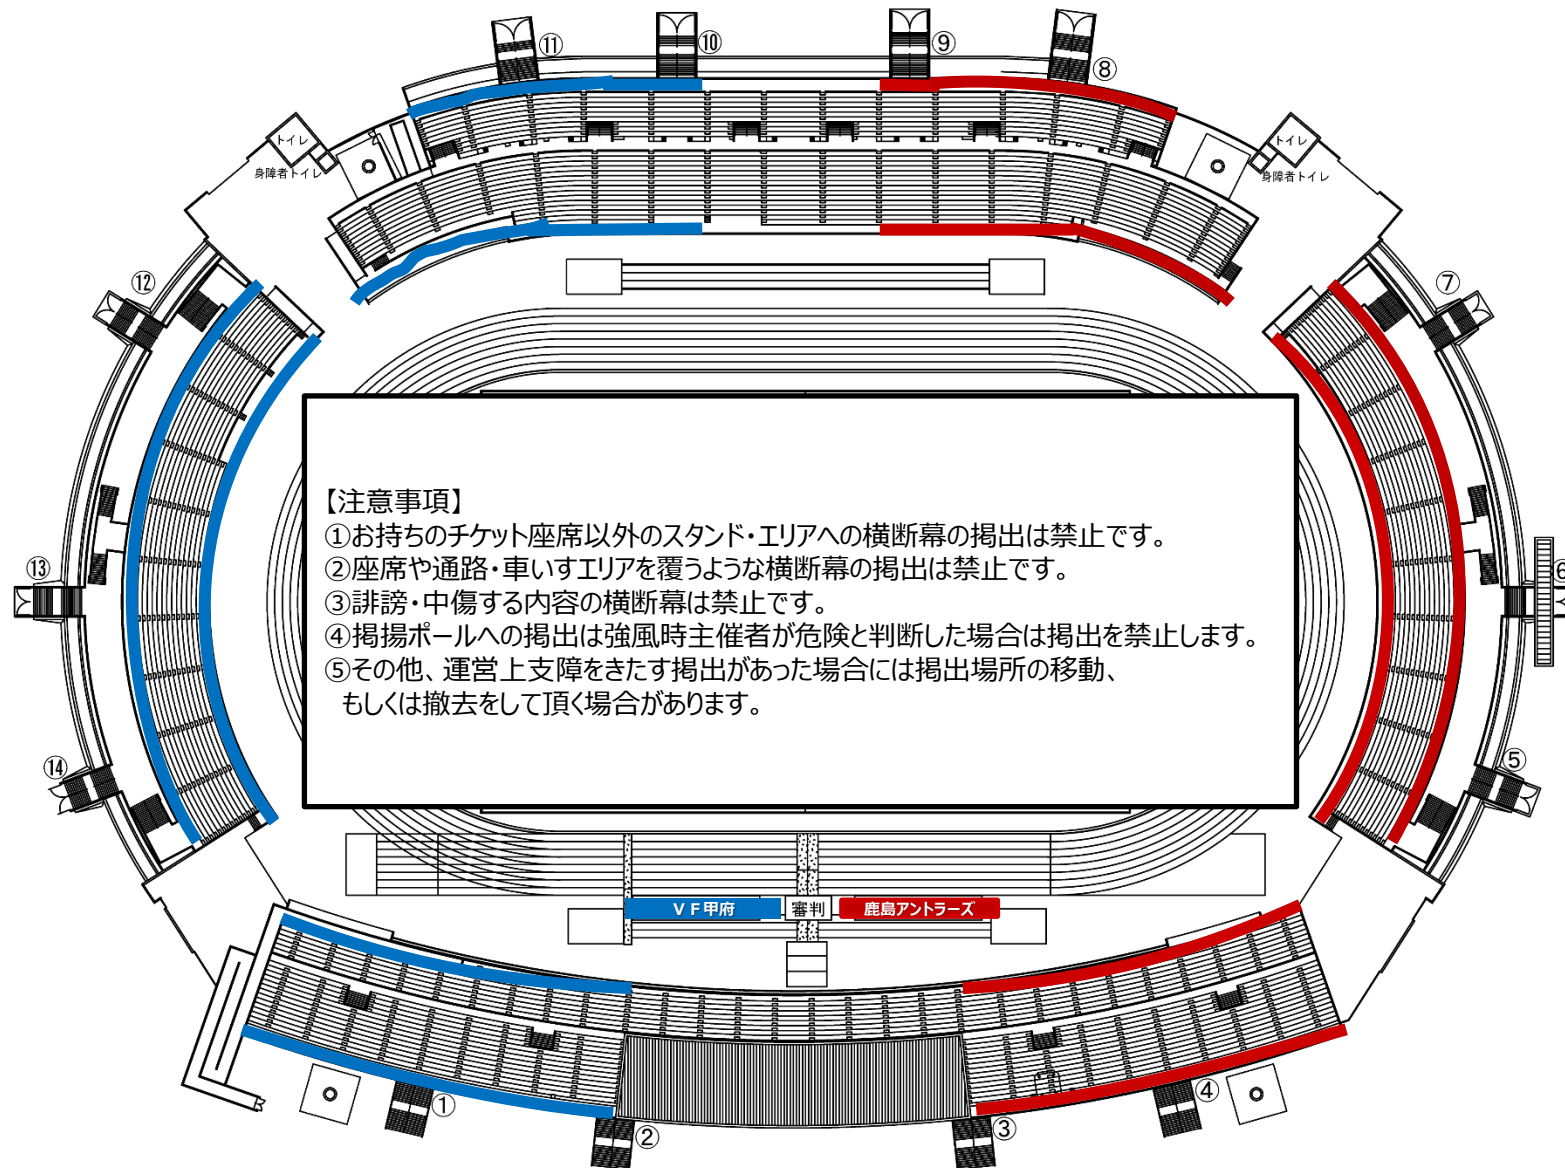 ⑪
⑩
⑨
⑧
トイレ
身障者トイレ
トイレ
身障者トイレ
⑫
⑦
【注意事項】
①お持ちのチケット座席以外のスタンド・エリアへの横断幕の掲出は禁止です。
②座席や通路・車いすエリアを覆うような横断幕の掲出は禁止です。
③誹謗・中傷する内容の横断幕は禁止です。
④掲揚ポールへの掲出は強風時主催者が危険と判断した場合は掲出を禁止します。
⑤その他、運営上支障をきたす掲出があった場合には掲出場所の移動、
もしくは撤去をして頂く場合があります。
⑬
⑥
⑭
⑤
ＶＦ甲府
審判
鹿島アントラーズ
①
②
③
④